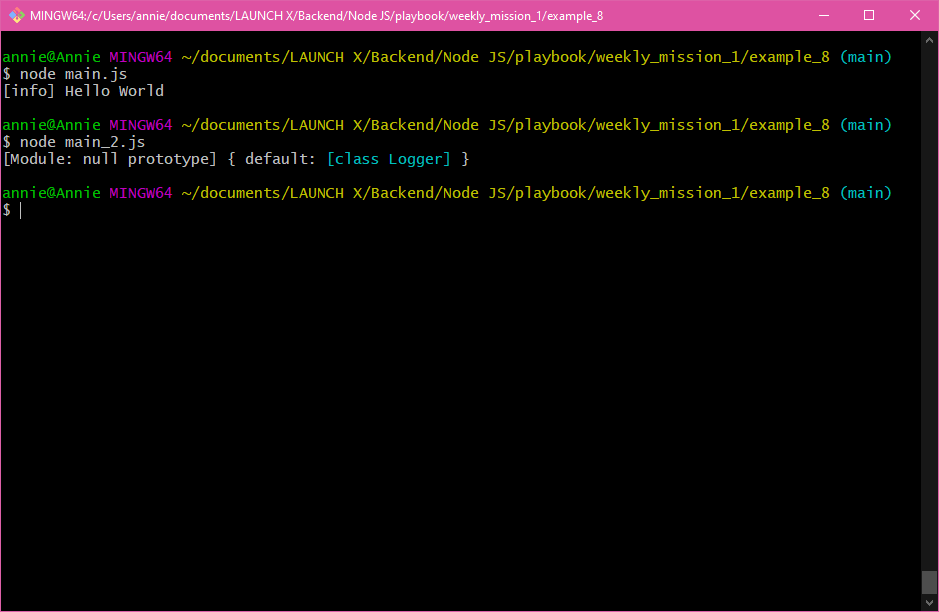 MINGW64:/c/Users/annie/documents/LAUNCH X/Backend/Node JS/playbook/weekly_mission_1/example_8
annie@Annie MINGW64 ~/documents/LAUNCH X/Backend/Node JS/playbook/weekly_mission_1/example_8 (main)
$ node main.js
[info] Hello World
annie@Annie MINGW64 ~/documents/LAUNCH X/Backend/Node JS/playbook/weekly_mission_1/example_8 (main)
$ node main_2.js
[Module: null prototype] { default: [class Logger] }
annie@Annie MINGW64 ~/documents/LAUNCH X/Backend/Node JS/playbook/weekly_mission_1/example_8 (main)
$